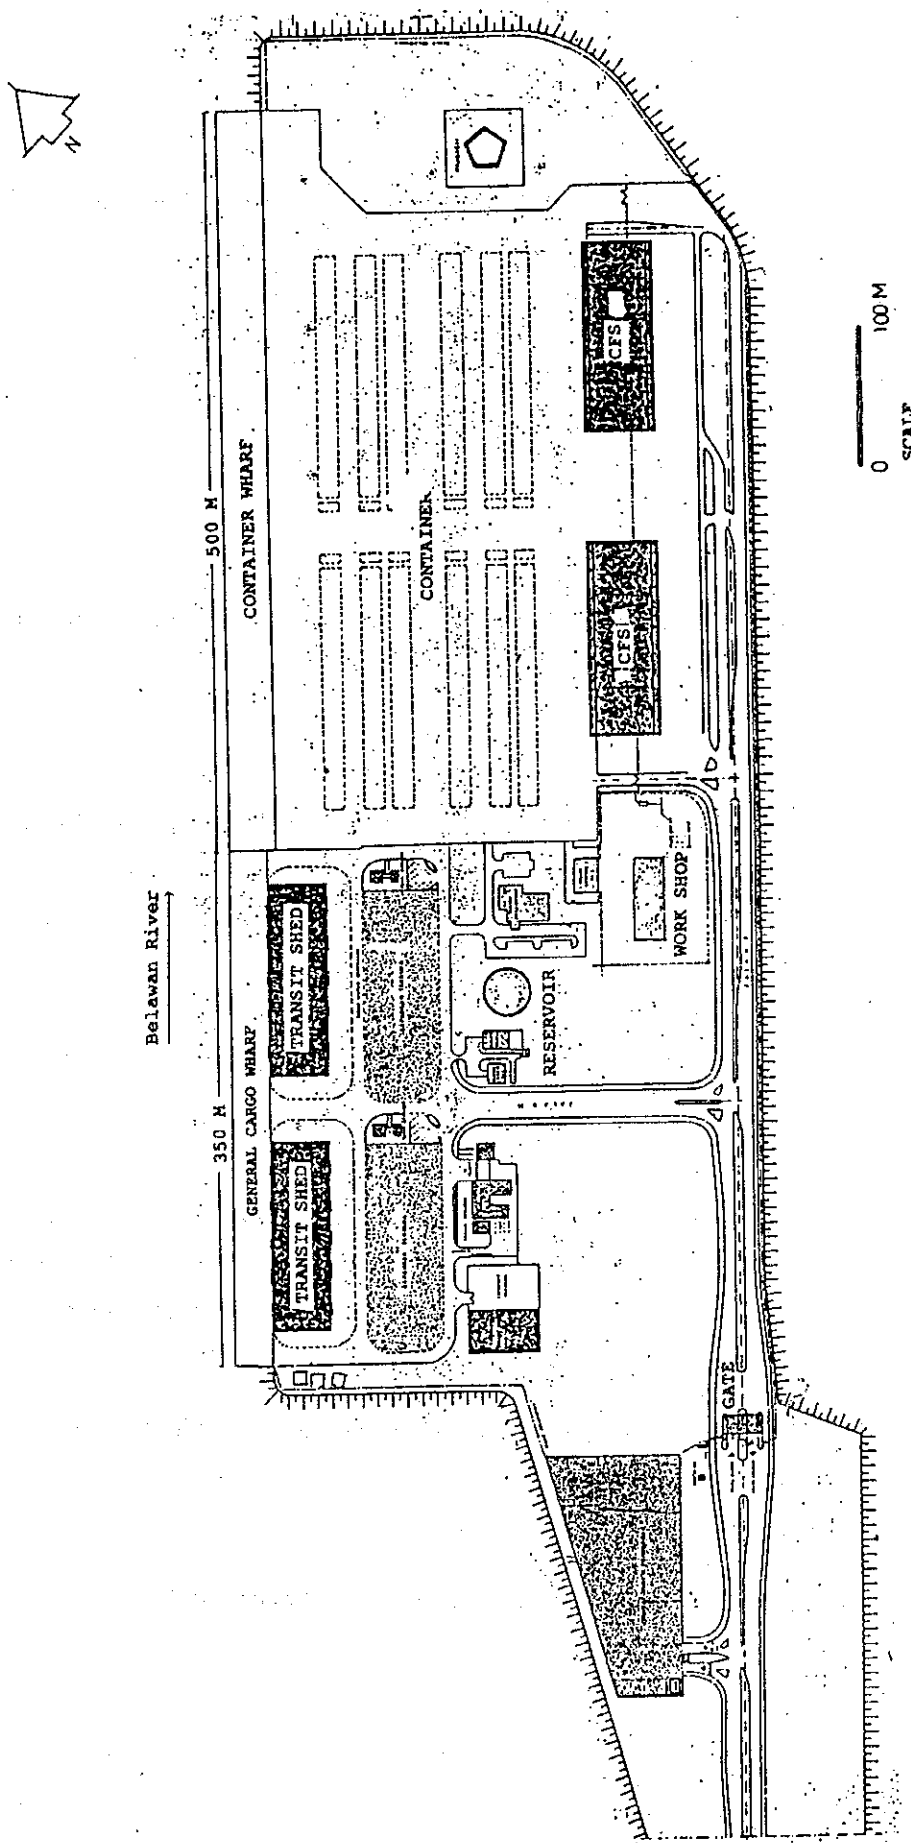 N
500 M
CONTAINER WHARF
CONTAINER
CFS
CFS
Belawan River
350 M
GENERAL CARGO WHARF
TRANSIT SHED
TRANSIT SHED
RESERVOIR
WORK SHOP
GATE
0 100 M
SCALE